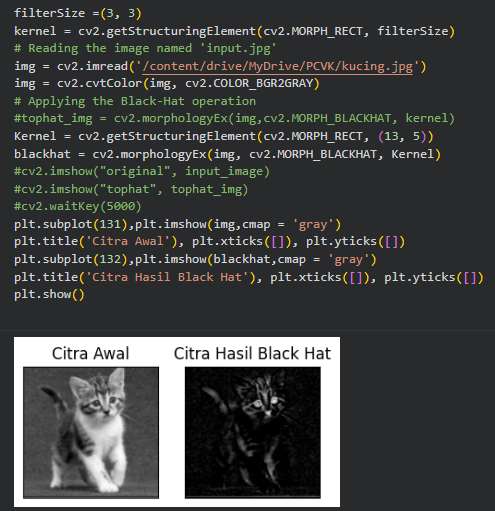 filterSize =(3, 3)
kernel = cv2.getStructuringElement(cv2.MORPH_RECT, filterSize)
# Reading the image named 'input.jpg'
img = cv2.imread('/content/drive/MyDrive/PCVK/kucing.jpg')
img = cv2.cvtColor(img, cv2.COLOR_BGR2GRAY)
# Applying the Black-Hat operation
#tophat_img = cv2.morphologyEx(img,cv2.MORPH_BLACKHAT, kernel)
Kernel = cv2.getStructuringElement(cv2.MORPH_RECT, (13, 5))
blackhat = cv2.morphologyEx(img, cv2.MORPH_BLACKHAT, Kernel)
#cv2.imshow("original", input_image)
#cv2.imshow("tophat", tophat_img)
#cv2.waitKey(5000)
plt.subplot(131),plt.imshow(img,cmap = 'gray')
plt.title('Citra Awal'), plt.xticks([]), plt.yticks([])
plt.subplot(132),plt.imshow(blackhat,cmap = 'gray')
plt.title('Citra Hasil Black Hat'), plt.xticks([]), plt.yticks([])
plt.show()
Citra Awal Citra Hasil Black Hat